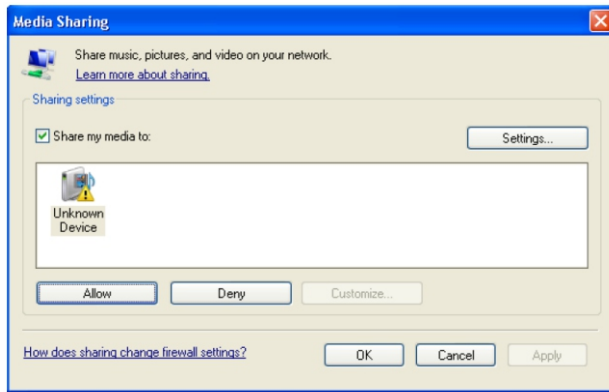 Media Sharing
Share music, pictures, and video on your network.
Learn more about sharing.
Sharing settings
Share my media to:
Settings...
Unknown
Device
Allow Deny Customize...
How does sharing change firewall settings? OK Cancel Apply